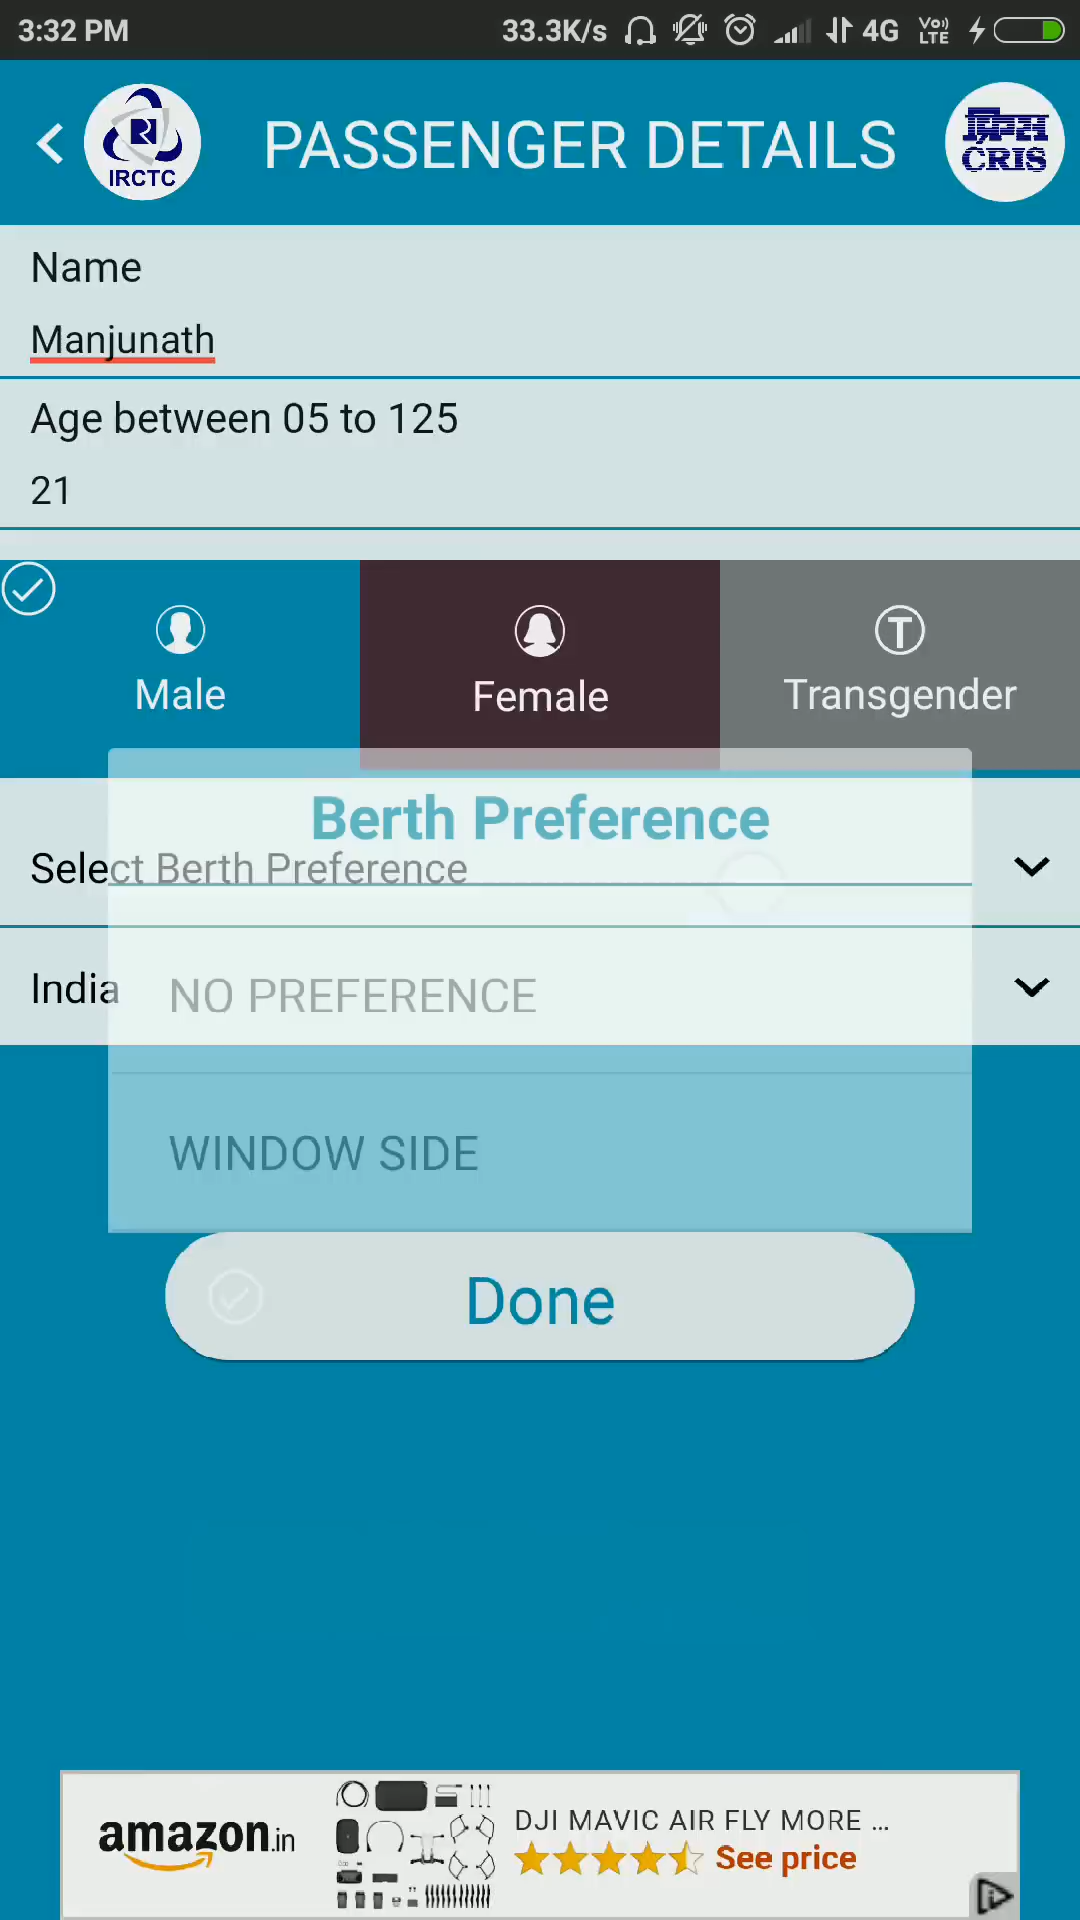 3:32 PM 33.3K/s 4G VoLTE
IRCTC
PASSENGER DETAILS
CRIS
Name
Manjunath
Age between 05 to 125
21
Male
Female
T
Transgender
Berth Preference
Select Berth Preference
India
NO PREFERENCE
WINDOW SIDE
Done
amazon.in
DJI MAVIC AIR FLY MORE ...
See price